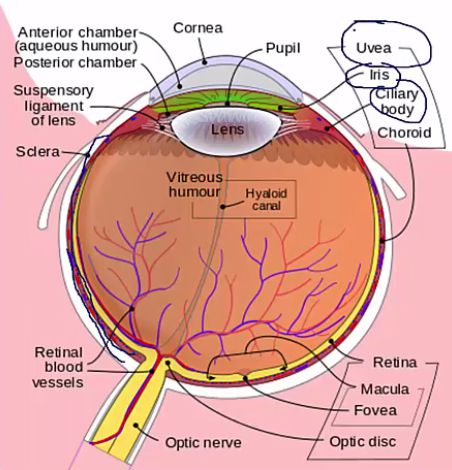 Anterior chamber
(aqueous humour)
Posterior chamber
Suspensory
ligament
of lens
Sclera
Cornea
Pupil
Uvea
Iris
Ciliary
body
Choroid
Lens
Vitreous
humour
Hyaloid
canal
Retinal
blood
vessels
Optic nerve
Retina
Macula
Fovea
Optic disc